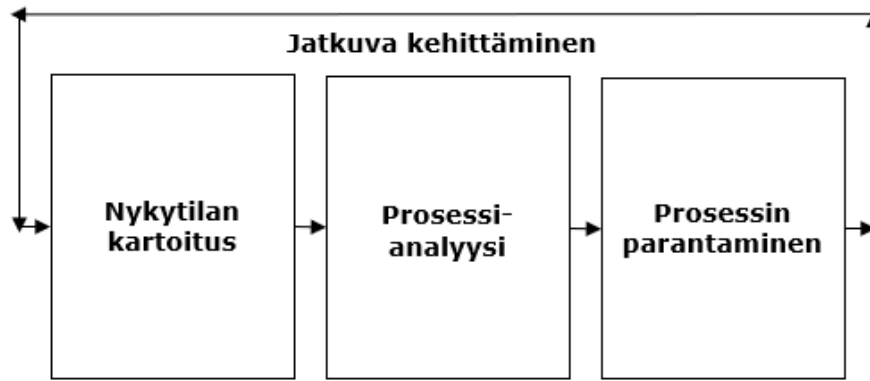 Jatkuva kehittäminen
Nykytilan
kartoitus
Prosessi-
analyysi
Prosessin
parantaminen